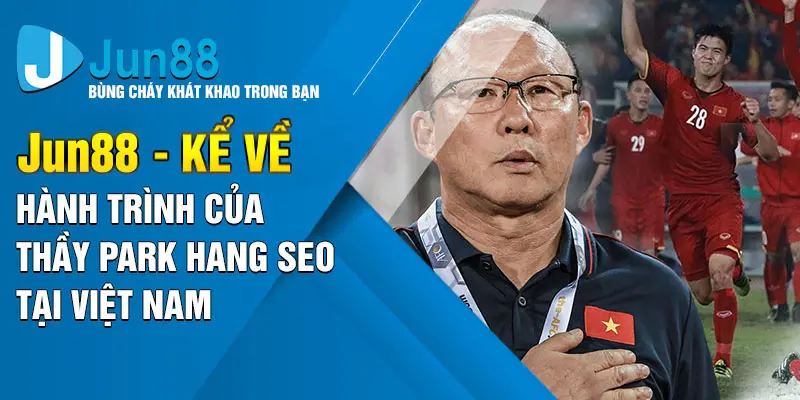 Jun88
BÙNG CHÁY KHÁT KHAO TRONG BẠN
Jun88 - KỂ VỀ
HÀNH TRÌNH CỦA
THẦY PARK HANG SEO
TẠI VIỆT NAM
28
29
AFC